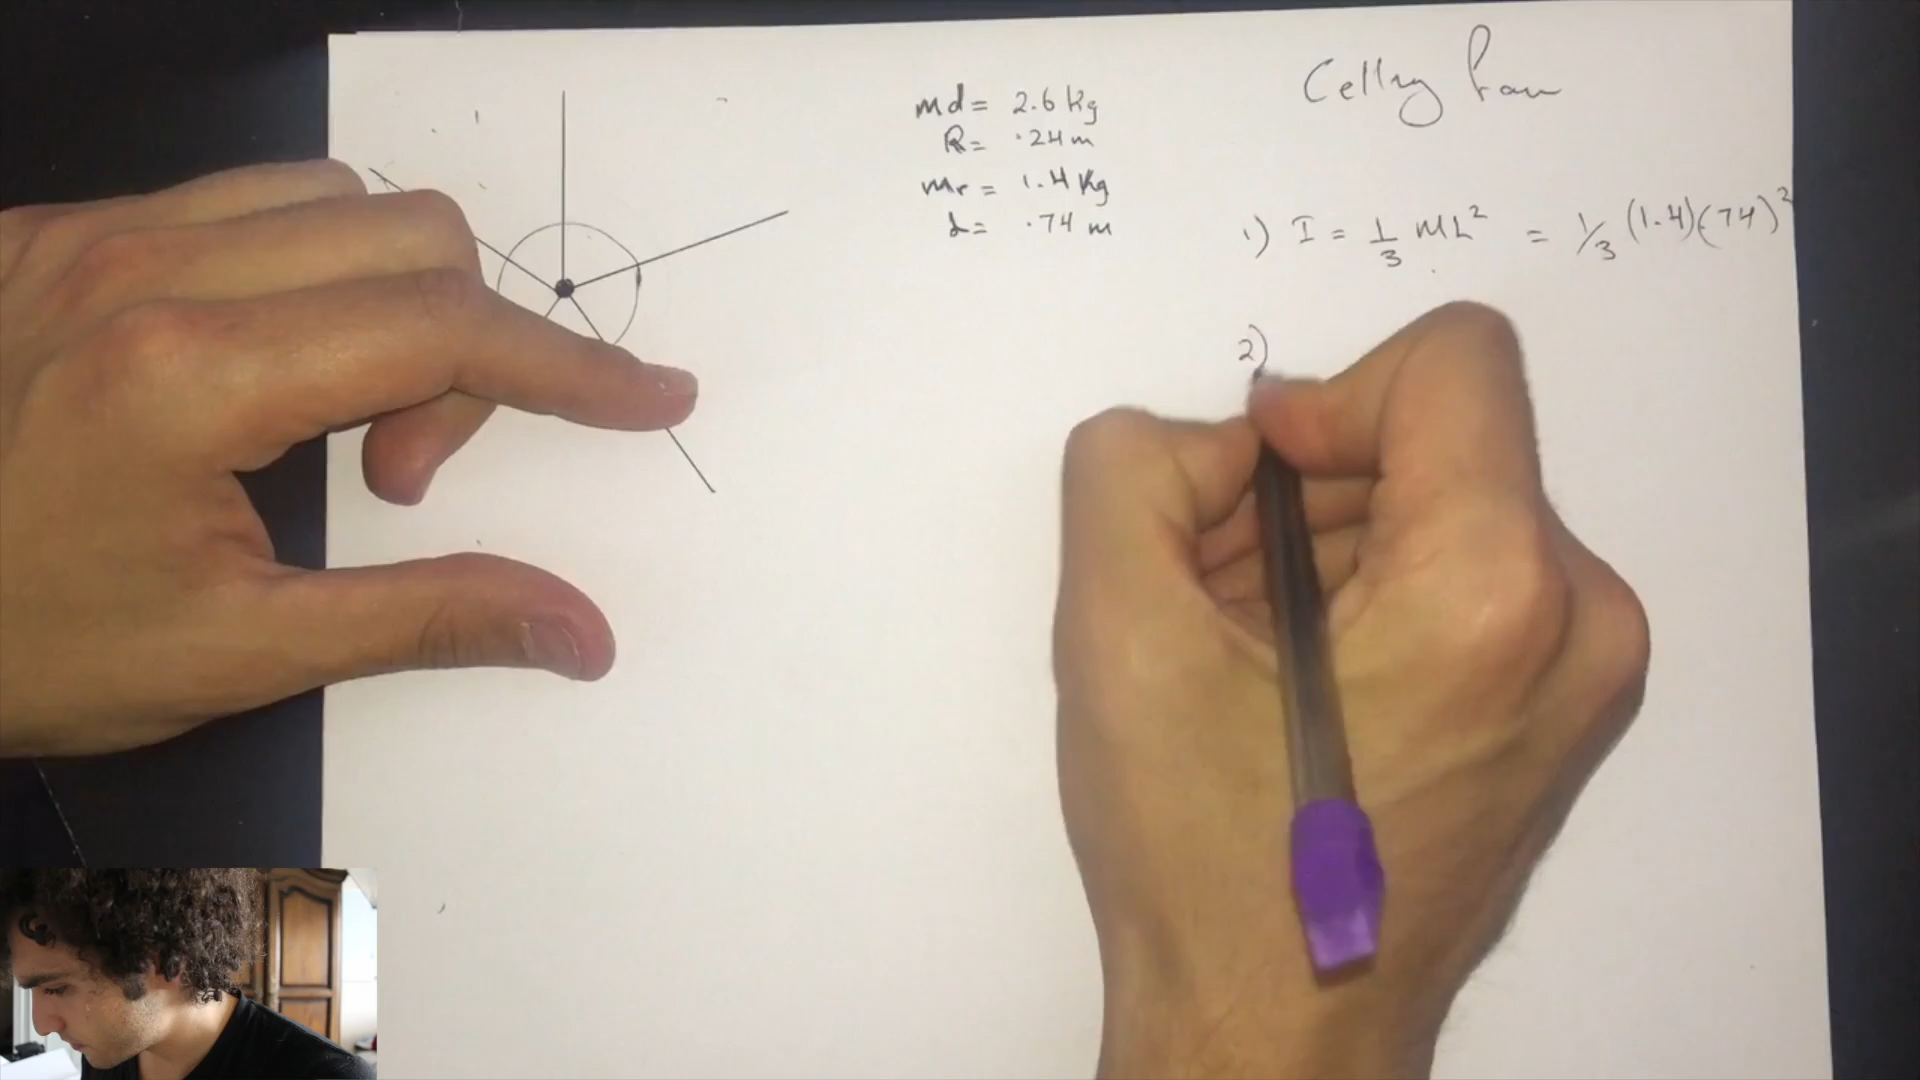 Celling Fan
md = 2.6 kg
R = .24 m
mr = 1.4 kg
L = .74 m
1) I = 1/3 ML² = 1/3 (1.4)(.74)²
2)